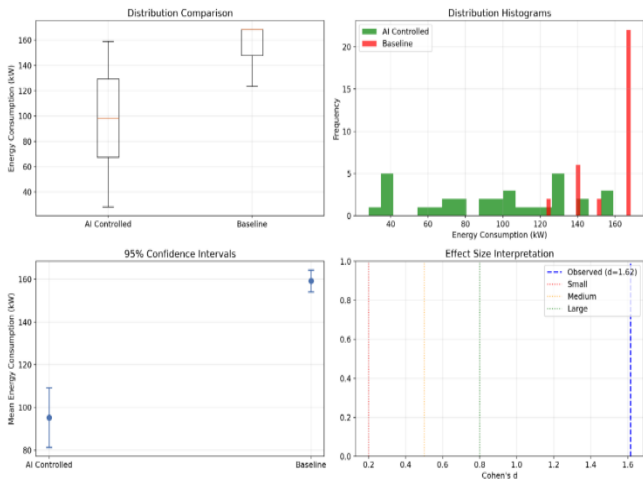 Distribution Comparison
Energy Consumption (kW)
160
140
120
100
80
60
40
AI Controlled
Baseline
Distribution Histograms
AI Controlled
Baseline
Frequency
20
15
10
5
0
40
60
80
100
120
140
160
Energy Consumption (kW)
95% Confidence Intervals
Mean Energy Consumption (kW)
160
140
120
100
80
AI Controlled
Baseline
Effect Size Interpretation
Observed (d=1.62)
Small
Medium
Large
1.0
0.8
0.6
0.4
0.2
0.0
0.2
0.4
0.6
0.8
1.0
1.2
1.4
1.6
Cohen's d